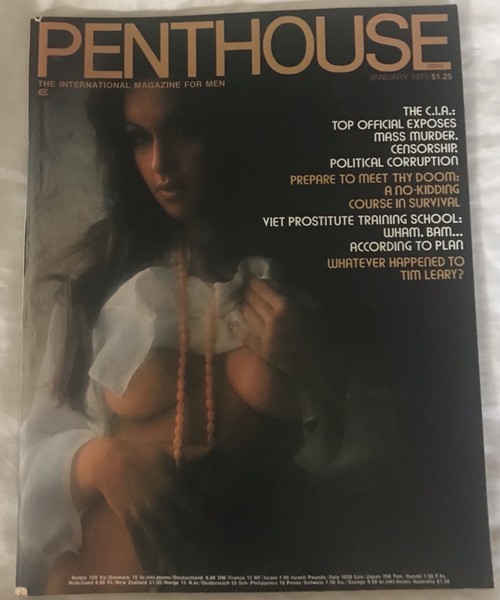 PENTHOUSE
THE INTERNATIONAL MAGAZINE FOR MEN
JANUARY 1975 $1.25
THE C.I.A.:
TOP OFFICIAL EXPOSES
MASS MURDER,
CENSORSHIP,
POLITICAL CORRUPTION
PREPARE TO MEET THY DOOM:
A NO-KIDDING
COURSE IN SURVIVAL
VIET PROSTITUTE TRAINING SCHOOL:
WHAM, BAM...
ACCORDING TO PLAN
WHATEVER HAPPENED TO
TIM LEARY?